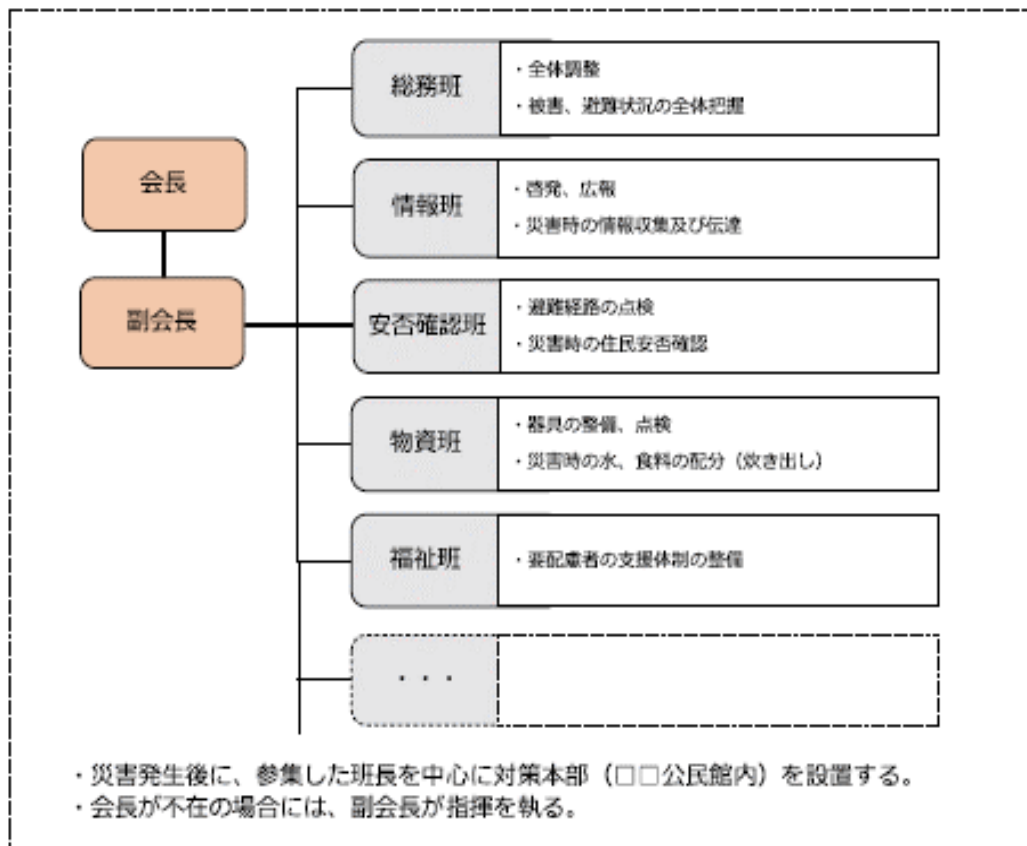 会長
副会長
総務班
・全体調整
・被害、避難状況の全体把握
情報班
・啓発、広報
・災害時の情報収集及び伝達
安否確認班
・避難経路の点検
・災害時の住民安否確認
物資班
・器具の整備、点検
・災害時の水、食料の配分（炊き出し）
福祉班
・要配慮者の支援体制の整備
・・・
・災害発生後に、参集した班長を中心に対策本部（□□公民館内）を設置する。
・会長が不在の場合には、副会長が指揮を執る。